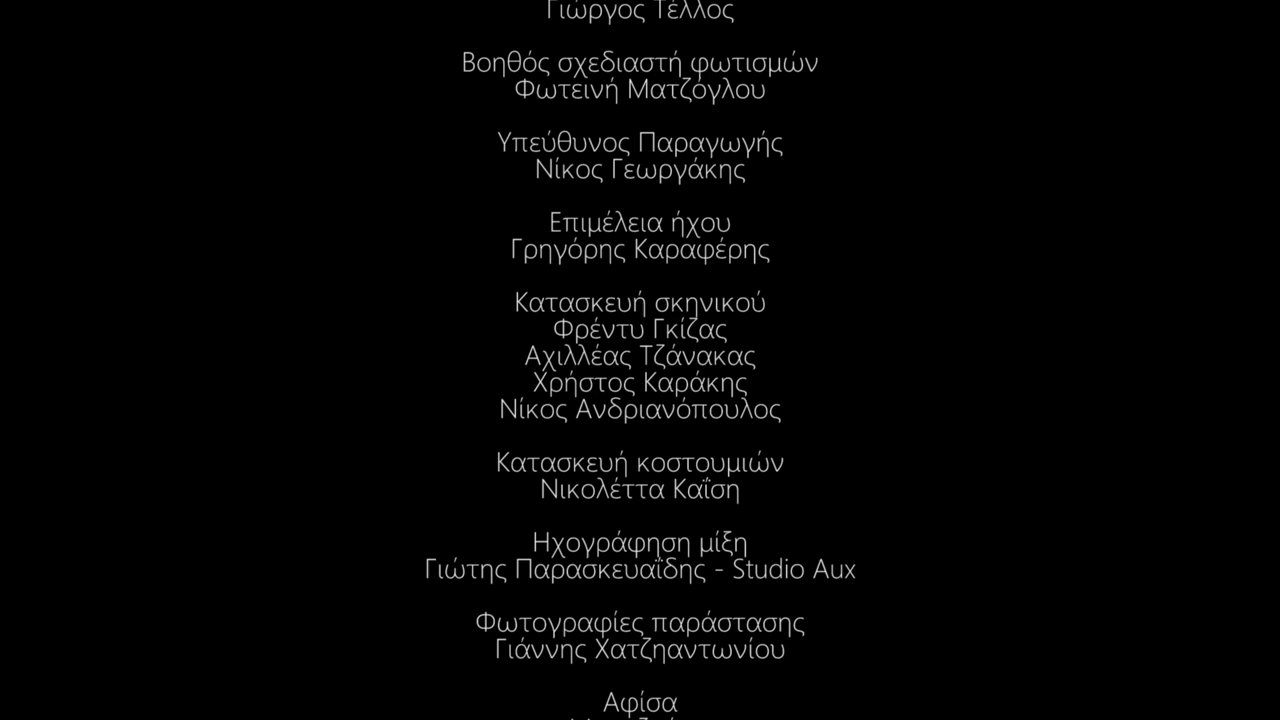 Γιώργος Τέλλος
Βοηθός σχεδιαστή φωτισμών
Φωτεινή Ματζόγλου
Υπεύθυνος Παραγωγής
Νίκος Γεωργάκης
Επιμέλεια ήχου
Γρηγόρης Καραφέρης
Κατασκευή σκηνικού
Φρέντυ Γκίζας
Αχιλλέας Τζάνακας
Χρήστος Καράκης
Νίκος Ανδριανόπουλος
Κατασκευή κοστουμιών
Νικολέττα Καΐση
Ηχογράφηση μίξη
Γιώτης Παρασκευαΐδης - Studio Aux
Φωτογραφίες παράστασης
Γιάννης Χατζηαντωνίου
Αφίσα